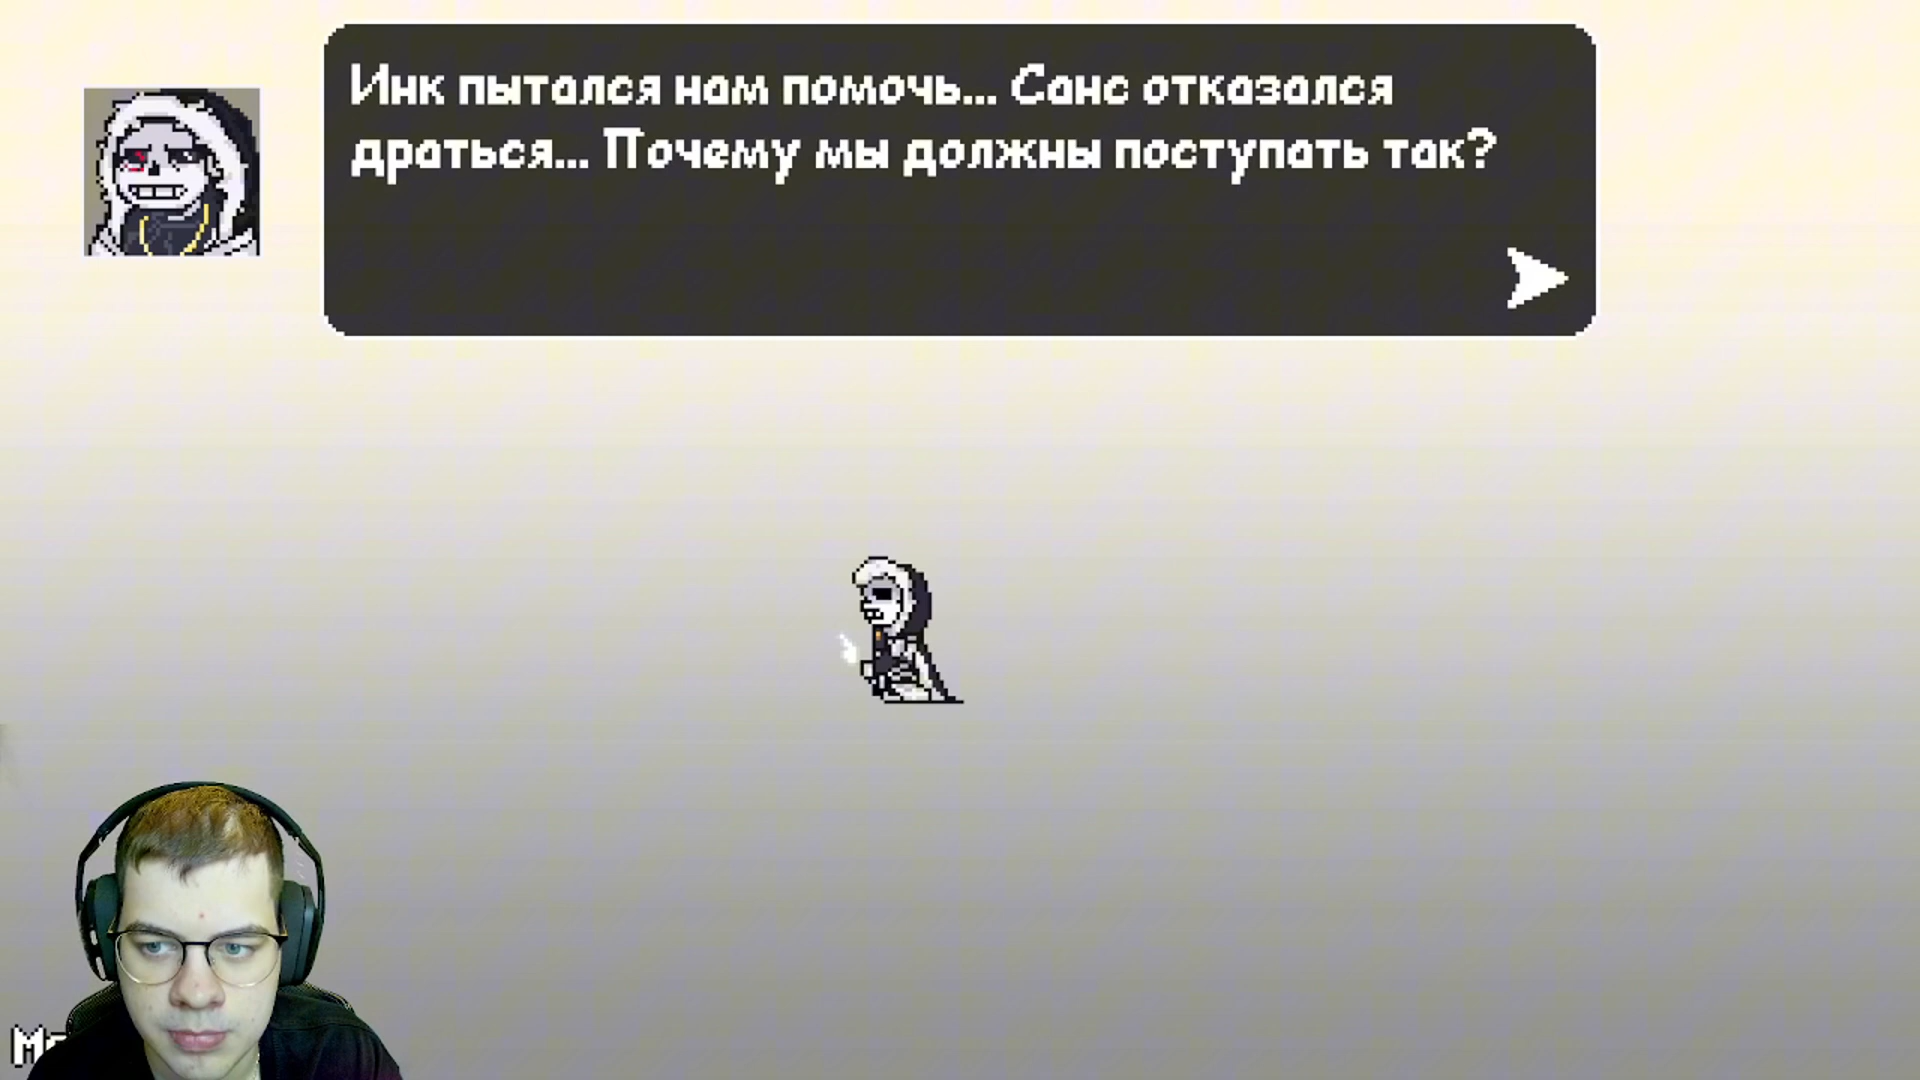 Инк пытался нам помочь... Санс отказался
драться... Почему мы должны поступать так?